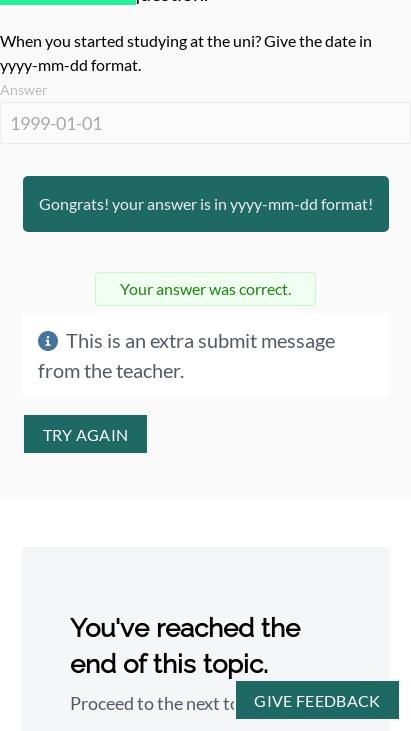 When you started studying at the uni? Give the date in
yyyy-mm-dd format.
Answer
1999-01-01
Gongrats! your answer is in yyyy-mm-dd format!
Your answer was correct.
This is an extra submit message
from the teacher.
TRY AGAIN
You've reached the
end of this topic.
Proceed to the next
GIVE FEEDBACK